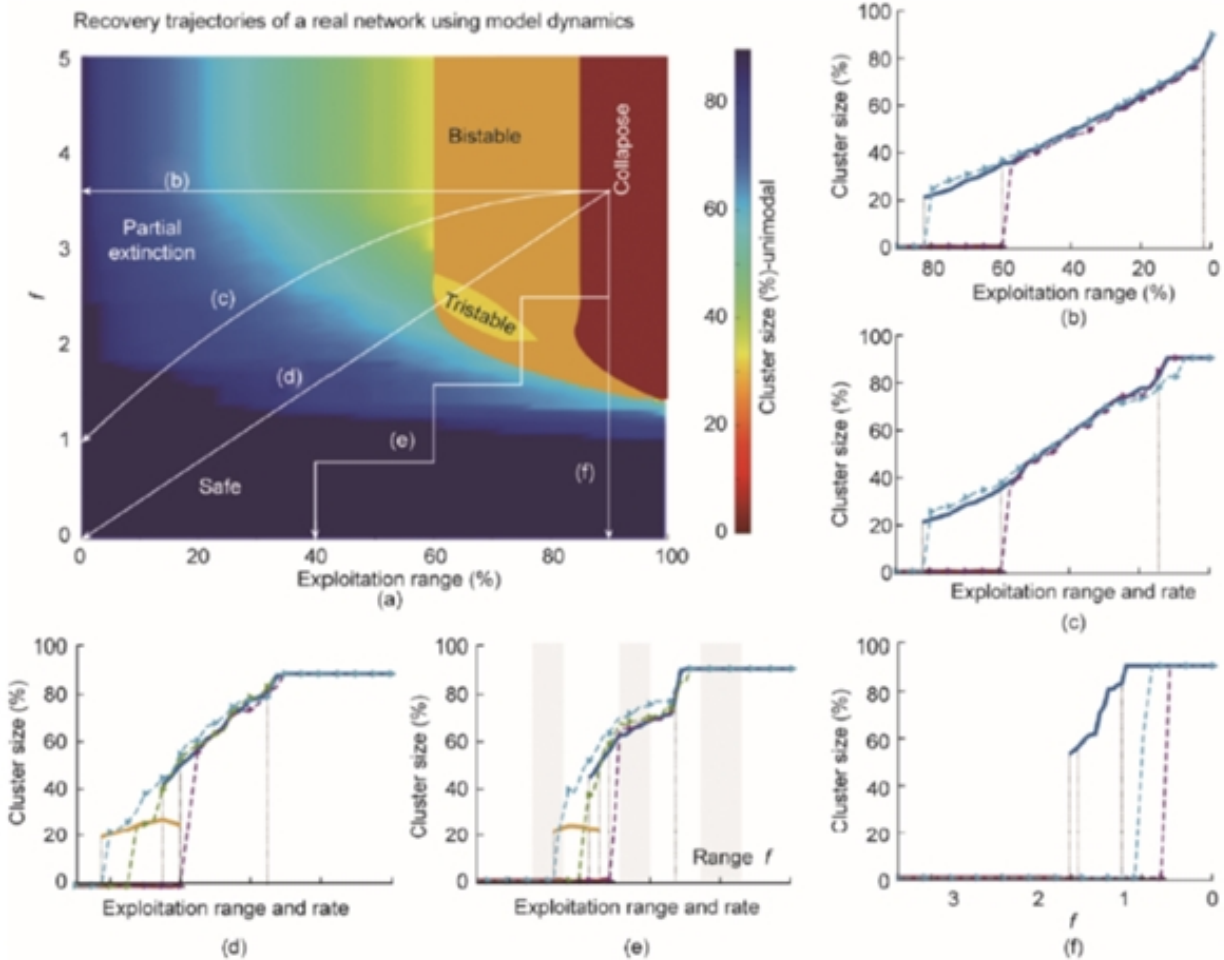 Recovery trajectories of a real network using model dynamics
5
4
3
2
1
0
f
0
20
40
60
80
100
Exploitation range (%)
(a)
Bistable
Collapose
(b)
Partial
extinction
(c)
Tristable
(d)
(e)
(f)
Safe
80
60
40
20
0
Cluster size (%)-unimodal
100
80
60
40
20
0
Cluster size (%)
80
60
40
20
0
Exploitation range (%)
(b)
100
80
60
40
20
0
Cluster size (%)
Exploitation range and rate
(c)
100
80
60
40
20
0
Cluster size (%)
Exploitation range and rate
(d)
100
80
60
40
20
0
Cluster size (%)
Range f
Exploitation range and rate
(e)
100
80
60
40
20
0
Cluster size (%)
3
2
1
0
f
(f)